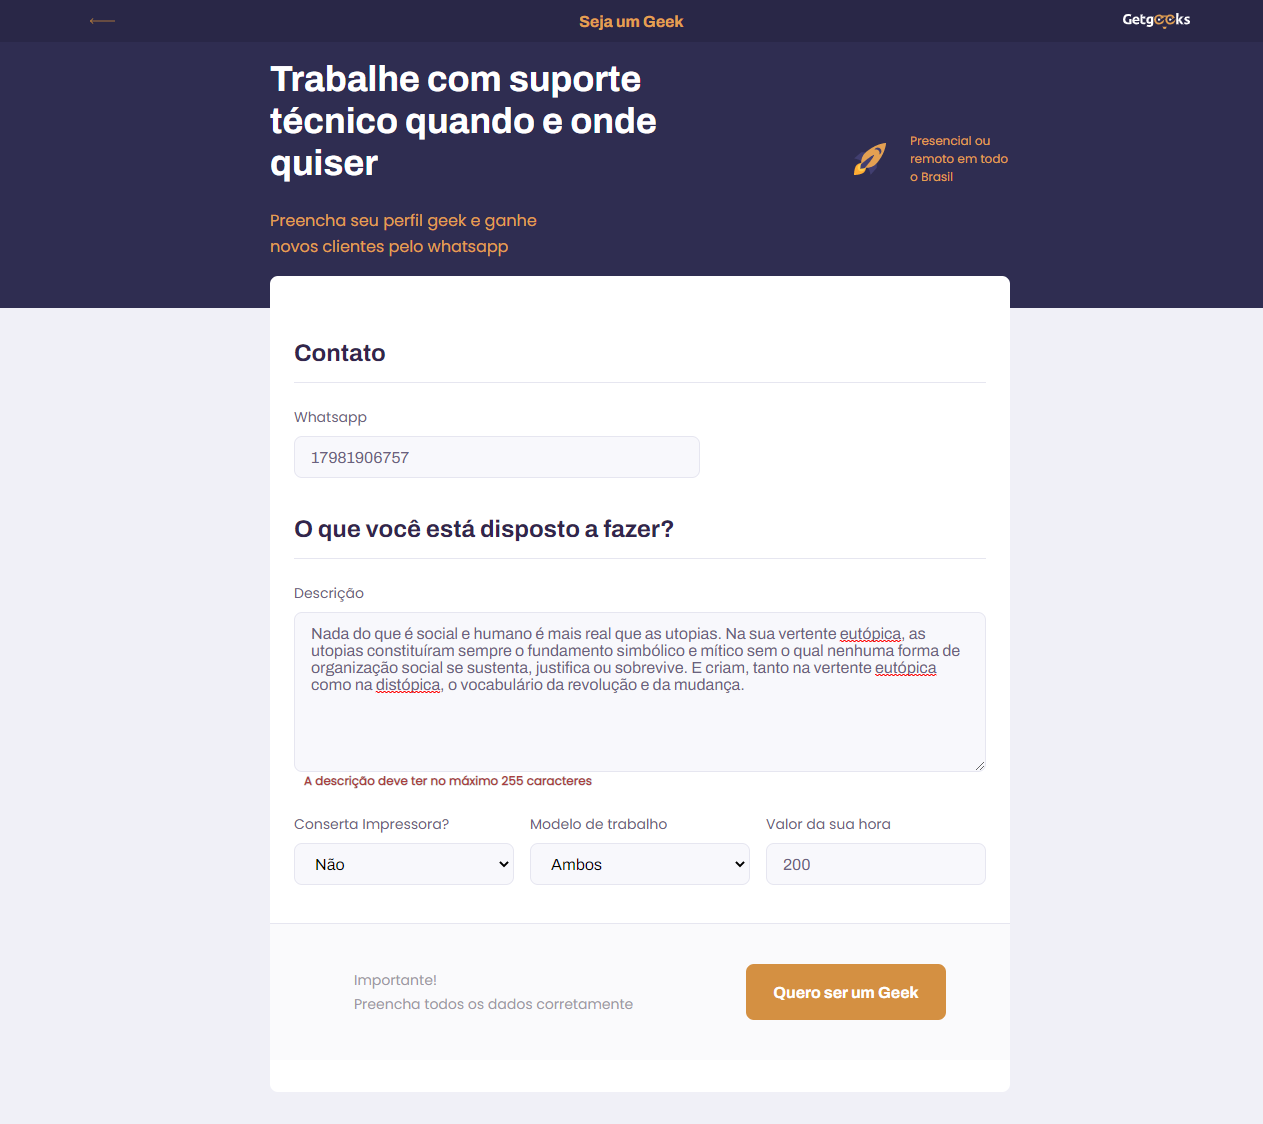 Seja um Geek
Getgeeks
Trabalhe com suporte
técnico quando e onde
quiser
Presencial ou
remoto em todo
o Brasil
Preencha seu perfil geek e ganhe
novos clientes pelo whatsapp
Contato
Whatsapp
17981906757
O que você está disposto a fazer?
Descrição
Nada do que é social e humano é mais real que as utopias. Na sua vertente eutópica, as
utopias constituíram sempre o fundamento simbólico e mítico sem o qual nenhuma forma de
organização social se sustenta, justifica ou sobrevive. E criam, tanto na vertente eutópica
como na distópica, o vocabulário da revolução e da mudança.
A descrição deve ter no máximo 255 caracteres
Conserta Impressora? Modelo de trabalho Valor da sua hora
Não Ambos 200
Importante!
Preencha todos os dados corretamente
Quero ser um Geek